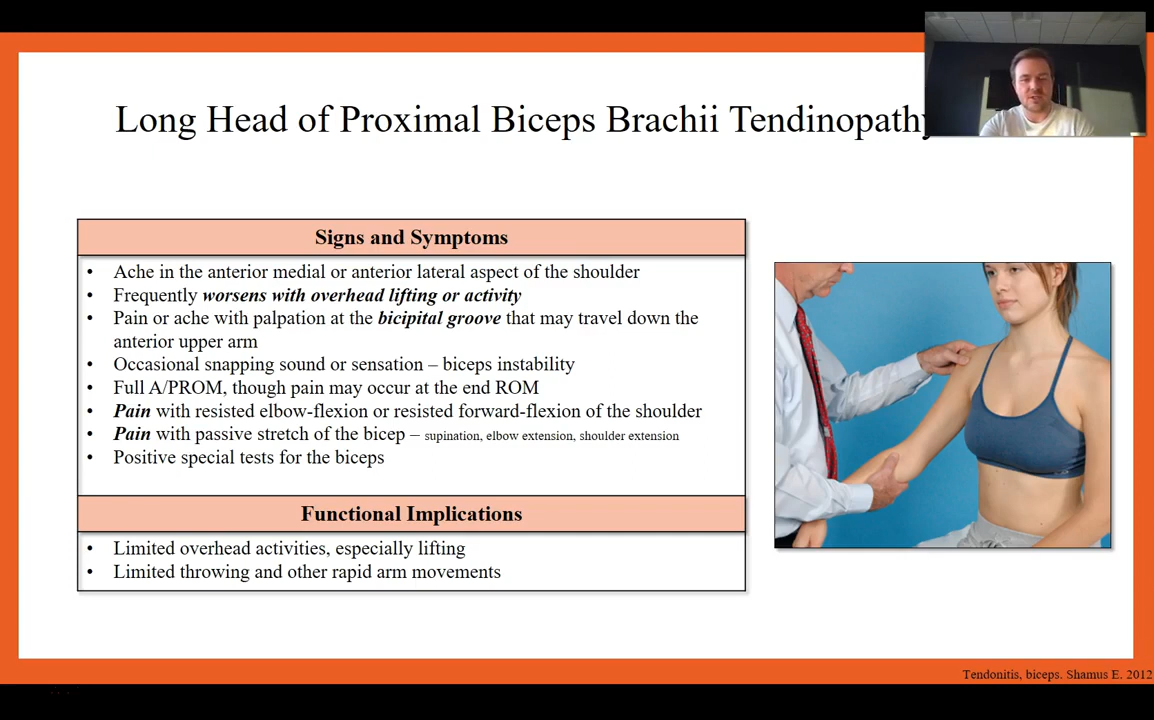 Long Head of Proximal Biceps Brachii Tendinopathy
Signs and Symptoms
• Ache in the anterior medial or anterior lateral aspect of the shoulder
• Frequently worsens with overhead lifting or activity
• Pain or ache with palpation at the bicipital groove that may travel down the
anterior upper arm
• Occasional snapping sound or sensation – biceps instability
• Full A/PROM, though pain may occur at the end ROM
• Pain with resisted elbow-flexion or resisted forward-flexion of the shoulder
• Pain with passive stretch of the bicep – supination, elbow extension, shoulder extension
• Positive special tests for the biceps
Functional Implications
• Limited overhead activities, especially lifting
• Limited throwing and other rapid arm movements
Tendonitis, biceps. Shamus E. 2012